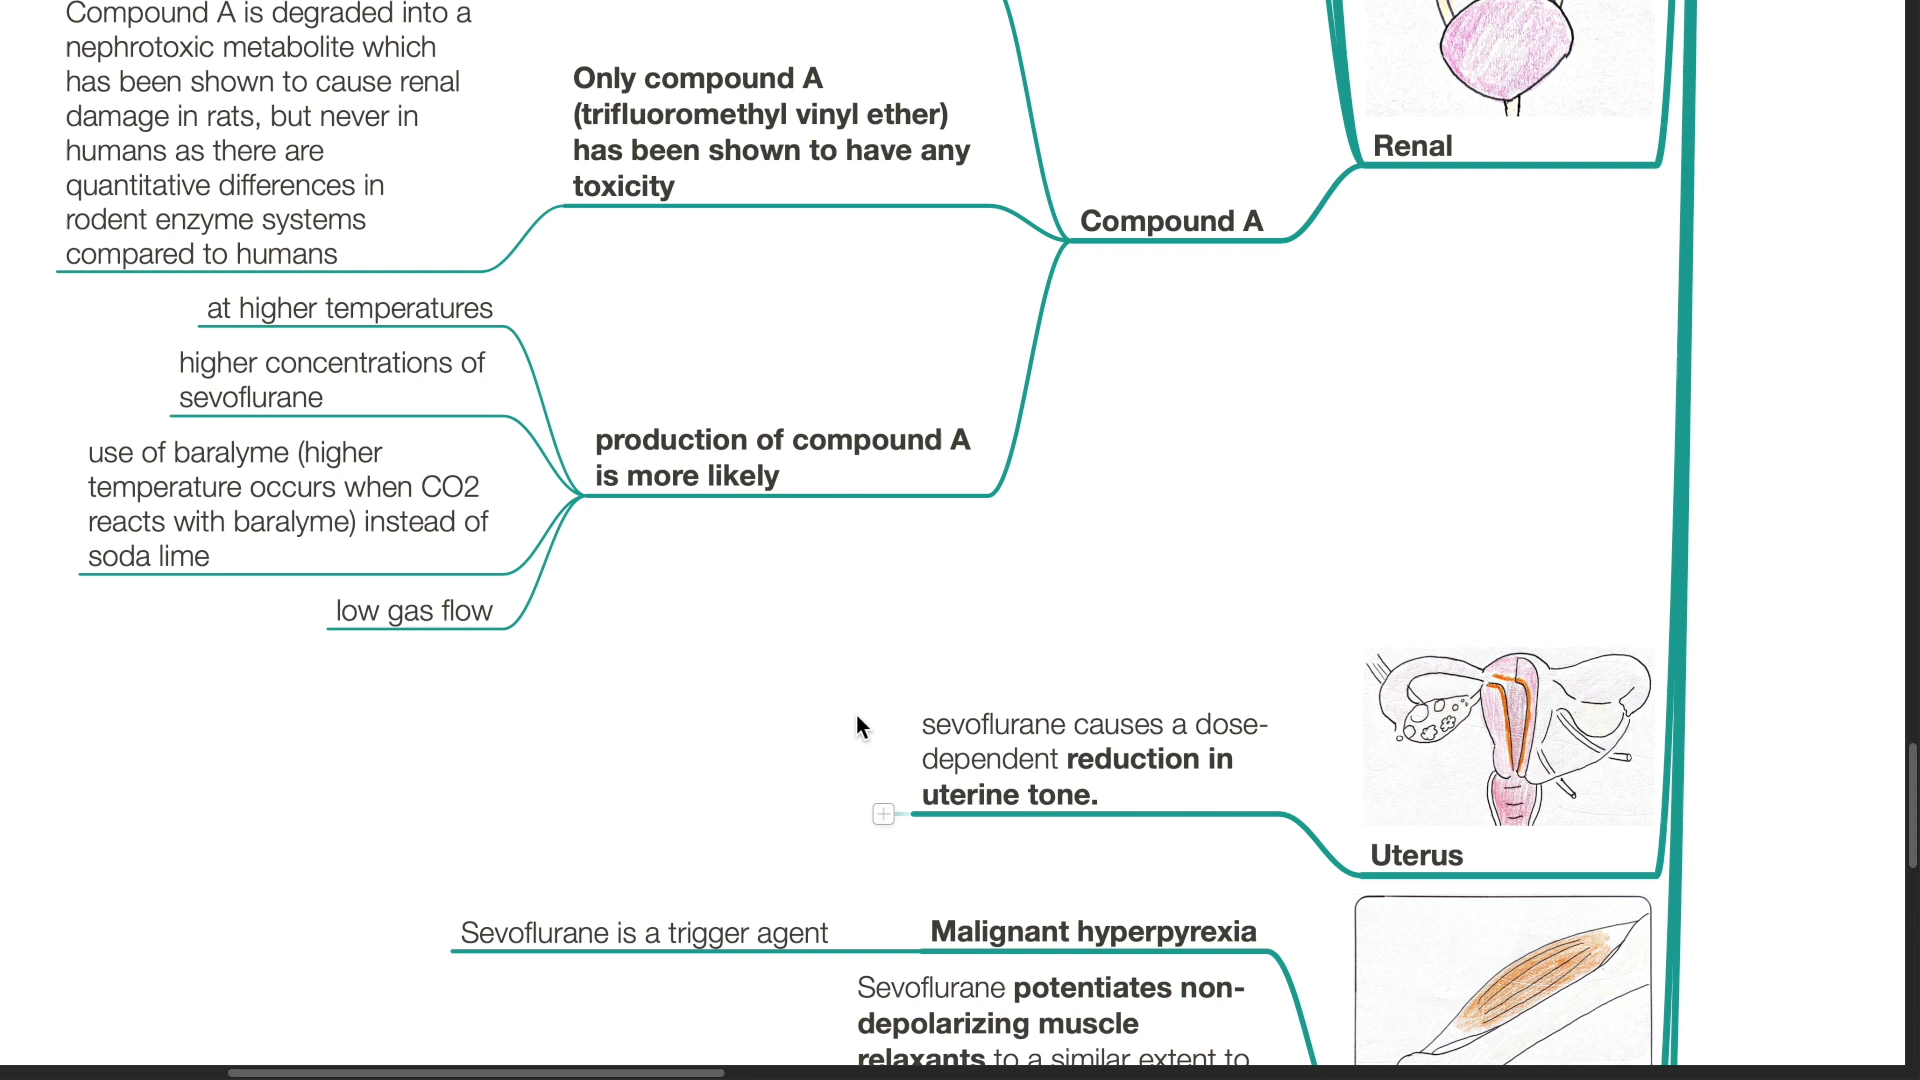 Compound A is degraded into a
nephrotoxic metabolite which
has been shown to cause renal
damage in rats, but never in
humans as there are
quantitative differences in
rodent enzyme systems
compared to humans
Only compound A
(trifluoromethyl vinyl ether)
has been shown to have any
toxicity
Compound A
Renal
at higher temperatures
higher concentrations of
sevoflurane
use of baralyme (higher
temperature occurs when CO2
reacts with baralyme) instead of
soda lime
low gas flow
production of compound A
is more likely
sevoflurane causes a dose-
dependent reduction in
uterine tone.
Uterus
Sevoflurane is a trigger agent
Malignant hyperpyrexia
Sevoflurane potentiates non-
depolarizing muscle
relaxants to a similar extent to